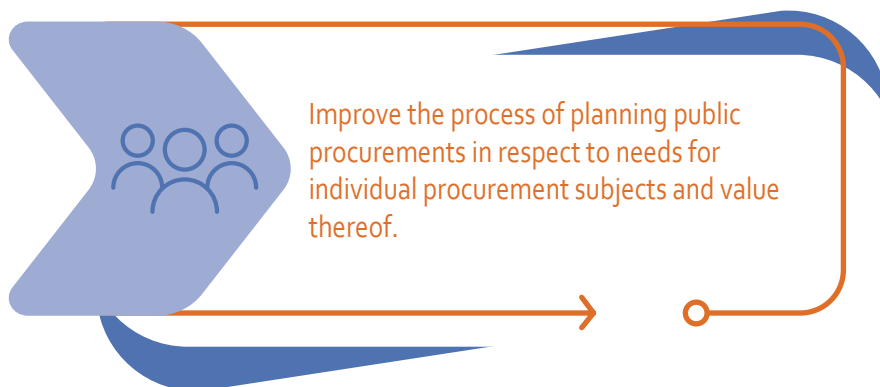 Improve the process of planning public
procurements in respect to needs for
individual procurement subjects and value
thereof.